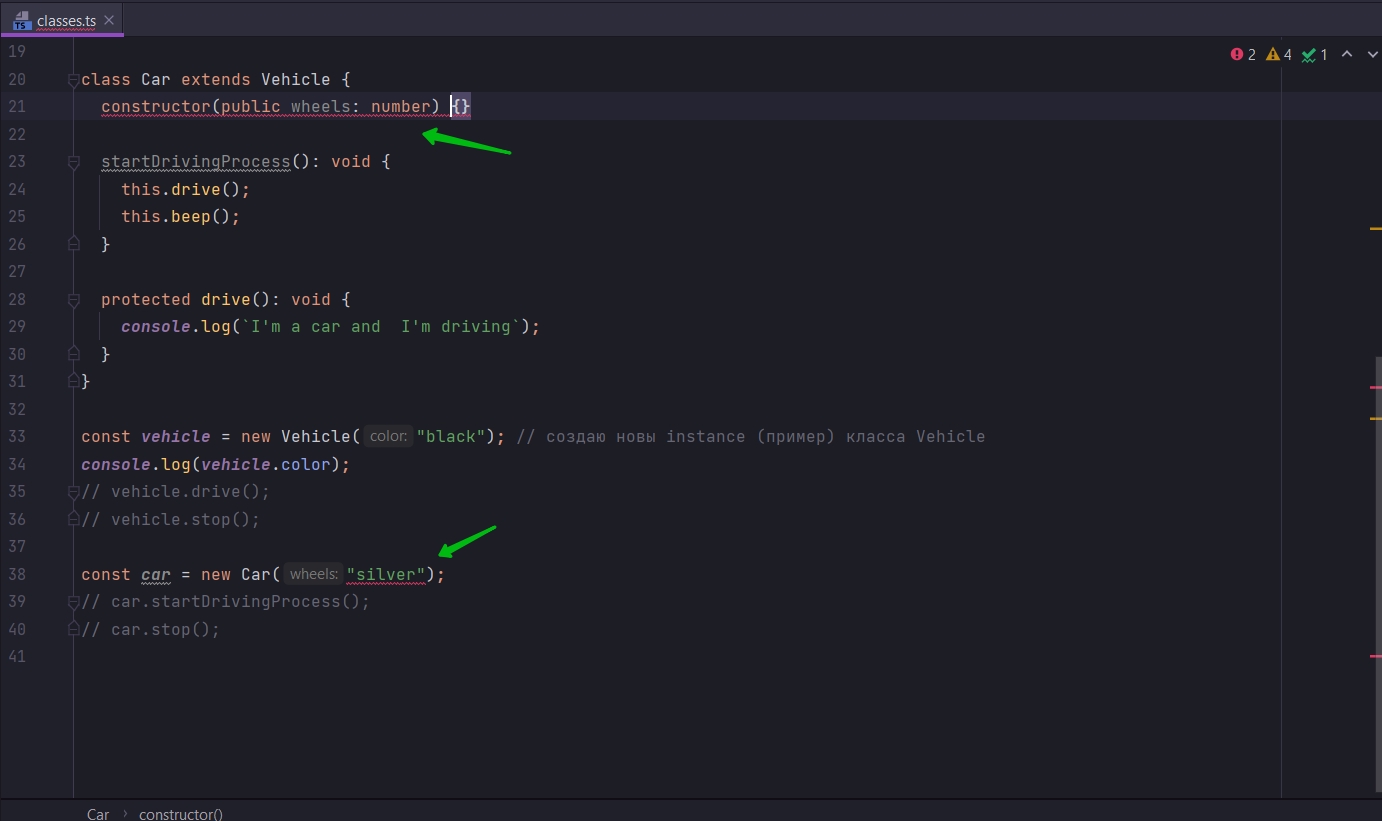 TS classes.ts
2 4 1
19
20 class Car extends Vehicle {
21 constructor(public wheels: number) {}
22
23 startDrivingProcess(): void {
24 this.drive();
25 this.beep();
26 }
27
28 protected drive(): void {
29 console.log(`I'm a car and  I'm driving`);
30 }
31 }
32
33 const vehicle = new Vehicle( color: "black"); // создаю новы instance (пример) класса Vehicle
34 console.log(vehicle.color);
35 // vehicle.drive();
36 // vehicle.stop();
37
38 const car = new Car( wheels: "silver");
39 // car.startDrivingProcess();
40 // car.stop();
41
Car › constructor()